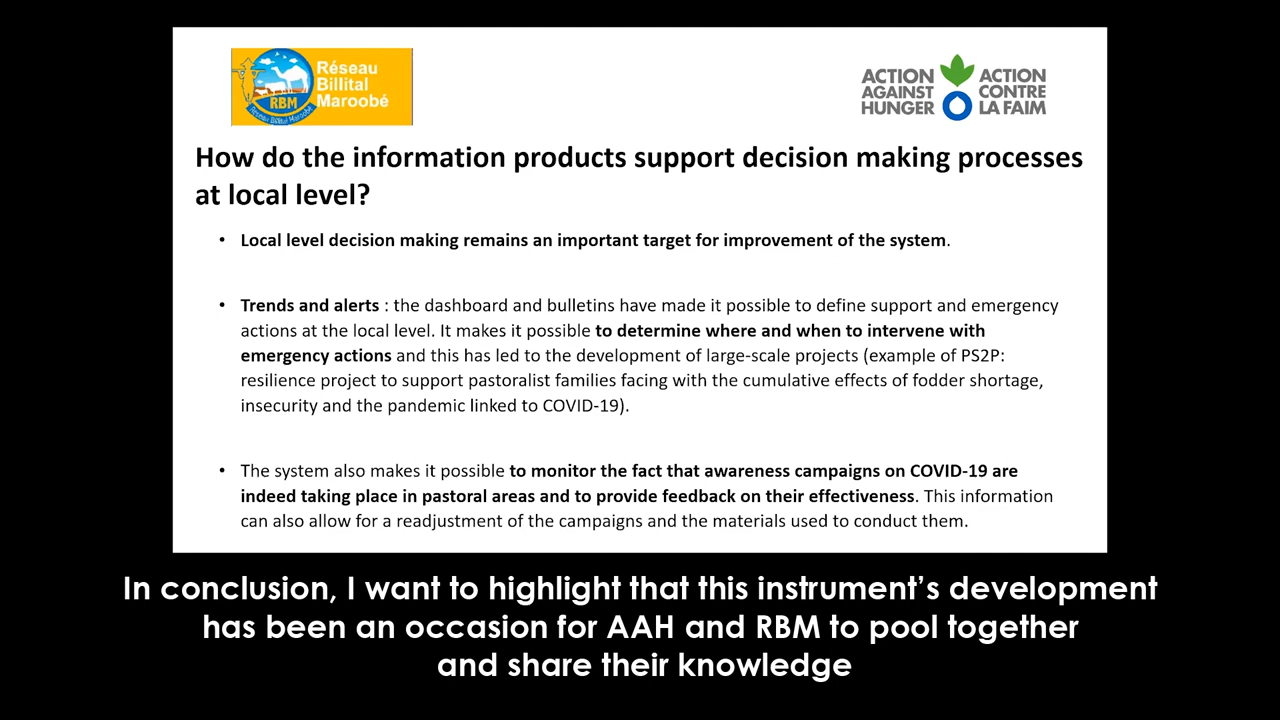 Réseau
Billital
Maroobé
RBM
Réseau Billital Maroobé
ACTION
AGAINST
HUNGER
ACTION
CONTRE
LA FAIM
How do the information products support decision making processes
at local level?
• Local level decision making remains an important target for improvement of the system.
• Trends and alerts : the dashboard and bulletins have made it possible to define support and emergency
actions at the local level. It makes it possible to determine where and when to intervene with
emergency actions and this has led to the development of large-scale projects (example of PS2P:
resilience project to support pastoralist families facing with the cumulative effects of fodder shortage,
insecurity and the pandemic linked to COVID-19).
• The system also makes it possible to monitor the fact that awareness campaigns on COVID-19 are
indeed taking place in pastoral areas and to provide feedback on their effectiveness. This information
can also allow for a readjustment of the campaigns and the materials used to conduct them.
In conclusion, I want to highlight that this instrument’s development
has been an occasion for AAH and RBM to pool together
and share their knowledge